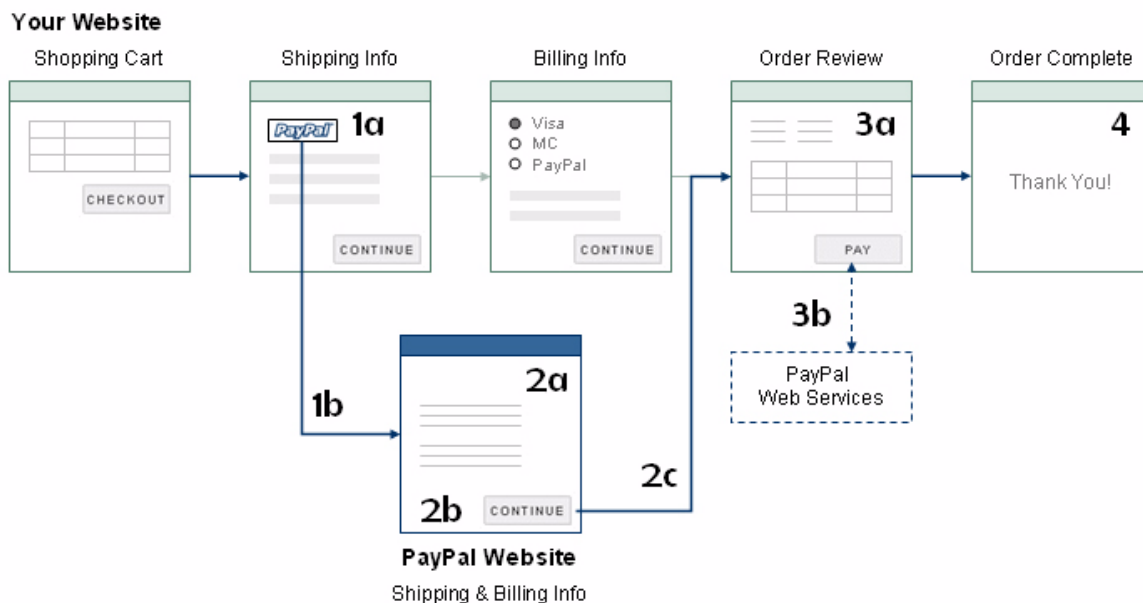 Your Website
Shopping Cart
Shipping Info
Billing Info
Order Review
Order Complete
PayPal
1a
Visa
MC
PayPal
3a
4
CHECKOUT
Thank You!
CONTINUE
CONTINUE
PAY
3b
PayPal
Web Services
2a
1b
2c
2b
CONTINUE
PayPal Website
Shipping & Billing Info